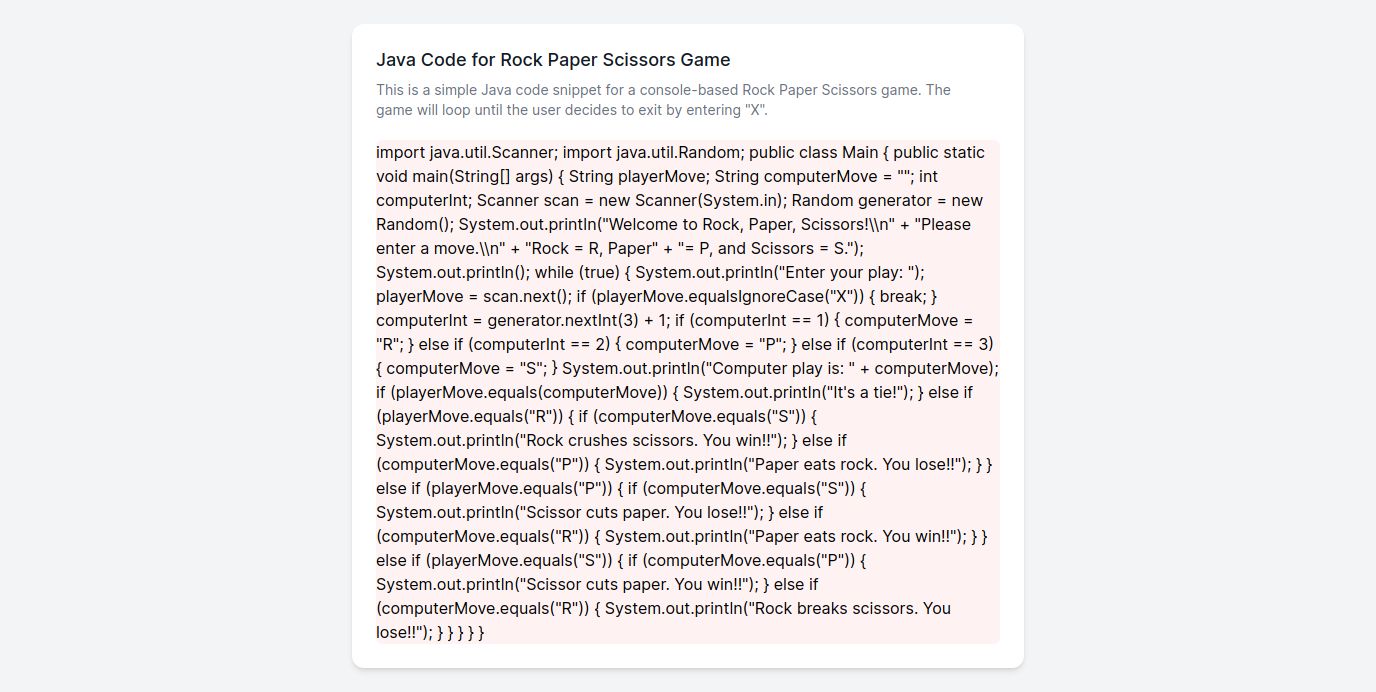 Java Code for Rock Paper Scissors Game
This is a simple Java code snippet for a console-based Rock Paper Scissors game. The
game will loop until the user decides to exit by entering "X".
import java.util.Scanner; import java.util.Random; public class Main { public static
void main(String[] args) { String playerMove; String computerMove = ""; int
computerInt; Scanner scan = new Scanner(System.in); Random generator = new
Random(); System.out.println("Welcome to Rock, Paper, Scissors!\\n" + "Please
enter a move.\\n" + "Rock = R, Paper" + "= P, and Scissors = S.");
System.out.println(); while (true) { System.out.println("Enter your play: ");
playerMove = scan.next(); if (playerMove.equalsIgnoreCase("X")) { break; }
computerInt = generator.nextInt(3) + 1; if (computerInt == 1) { computerMove =
"R"; } else if (computerInt == 2) { computerMove = "P"; } else if (computerInt == 3)
{ computerMove = "S"; } System.out.println("Computer play is: " + computerMove);
if (playerMove.equals(computerMove)) { System.out.println("It's a tie!"); } else if
(playerMove.equals("R")) { if (computerMove.equals("S")) {
System.out.println("Rock crushes scissors. You win!!"); } else if
(computerMove.equals("P")) { System.out.println("Paper eats rock. You lose!!"); } }
else if (playerMove.equals("P")) { if (computerMove.equals("S")) {
System.out.println("Scissor cuts paper. You lose!!"); } else if
(computerMove.equals("R")) { System.out.println("Paper eats rock. You win!!"); } }
else if (playerMove.equals("S")) { if (computerMove.equals("P")) {
System.out.println("Scissor cuts paper. You win!!"); } else if
(computerMove.equals("R")) { System.out.println("Rock breaks scissors. You
lose!!"); } } } } }